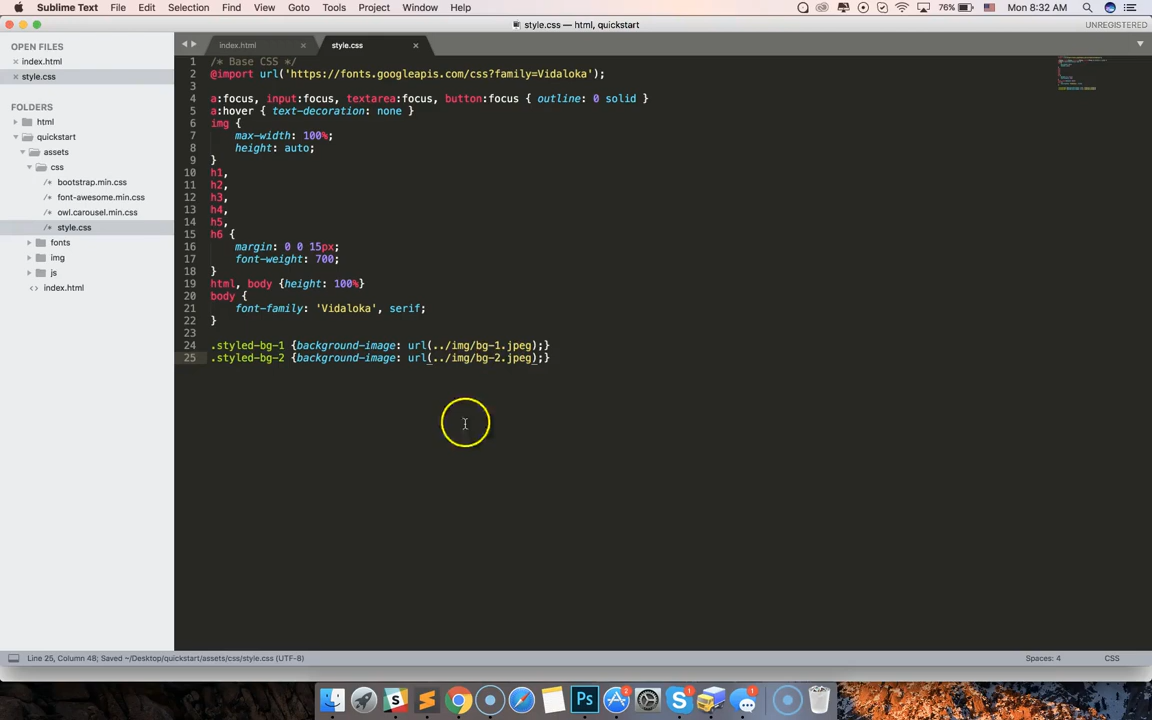 Sublime Text File Edit Selection Find View Goto Tools Project Window Help 76% Mon 8:32 AM
style.css — html, quickstart UNREGISTERED
OPEN FILES
index.html
style.css
FOLDERS
html
quickstart
assets
css
bootstrap.min.css
font-awesome.min.css
owl.carousel.min.css
style.css
fonts
img
js
index.html
index.html style.css
1 /* Base CSS */
2 @import url('https://fonts.googleapis.com/css?family=Vidaloka');
3
4 a:focus, input:focus, textarea:focus, button:focus { outline: 0 solid }
5 a:hover { text-decoration: none }
6 img {
7 max-width: 100%;
8 height: auto;
9 }
10 h1,
11 h2,
12 h3,
13 h4,
14 h5,
15 h6 {
16 margin: 0 0 15px;
17 font-weight: 700;
18 }
19 html, body {height: 100%}
20 body {
21 font-family: 'Vidaloka', serif;
22 }
23
24 .styled-bg-1 {background-image: url(../img/bg-1.jpeg);}
25 .styled-bg-2 {background-image: url(../img/bg-2.jpeg);}
Line 25, Column 48; Saved ~/Desktop/quickstart/assets/css/style.css (UTF-8) Spaces: 4 CSS
Ps 2 1 1